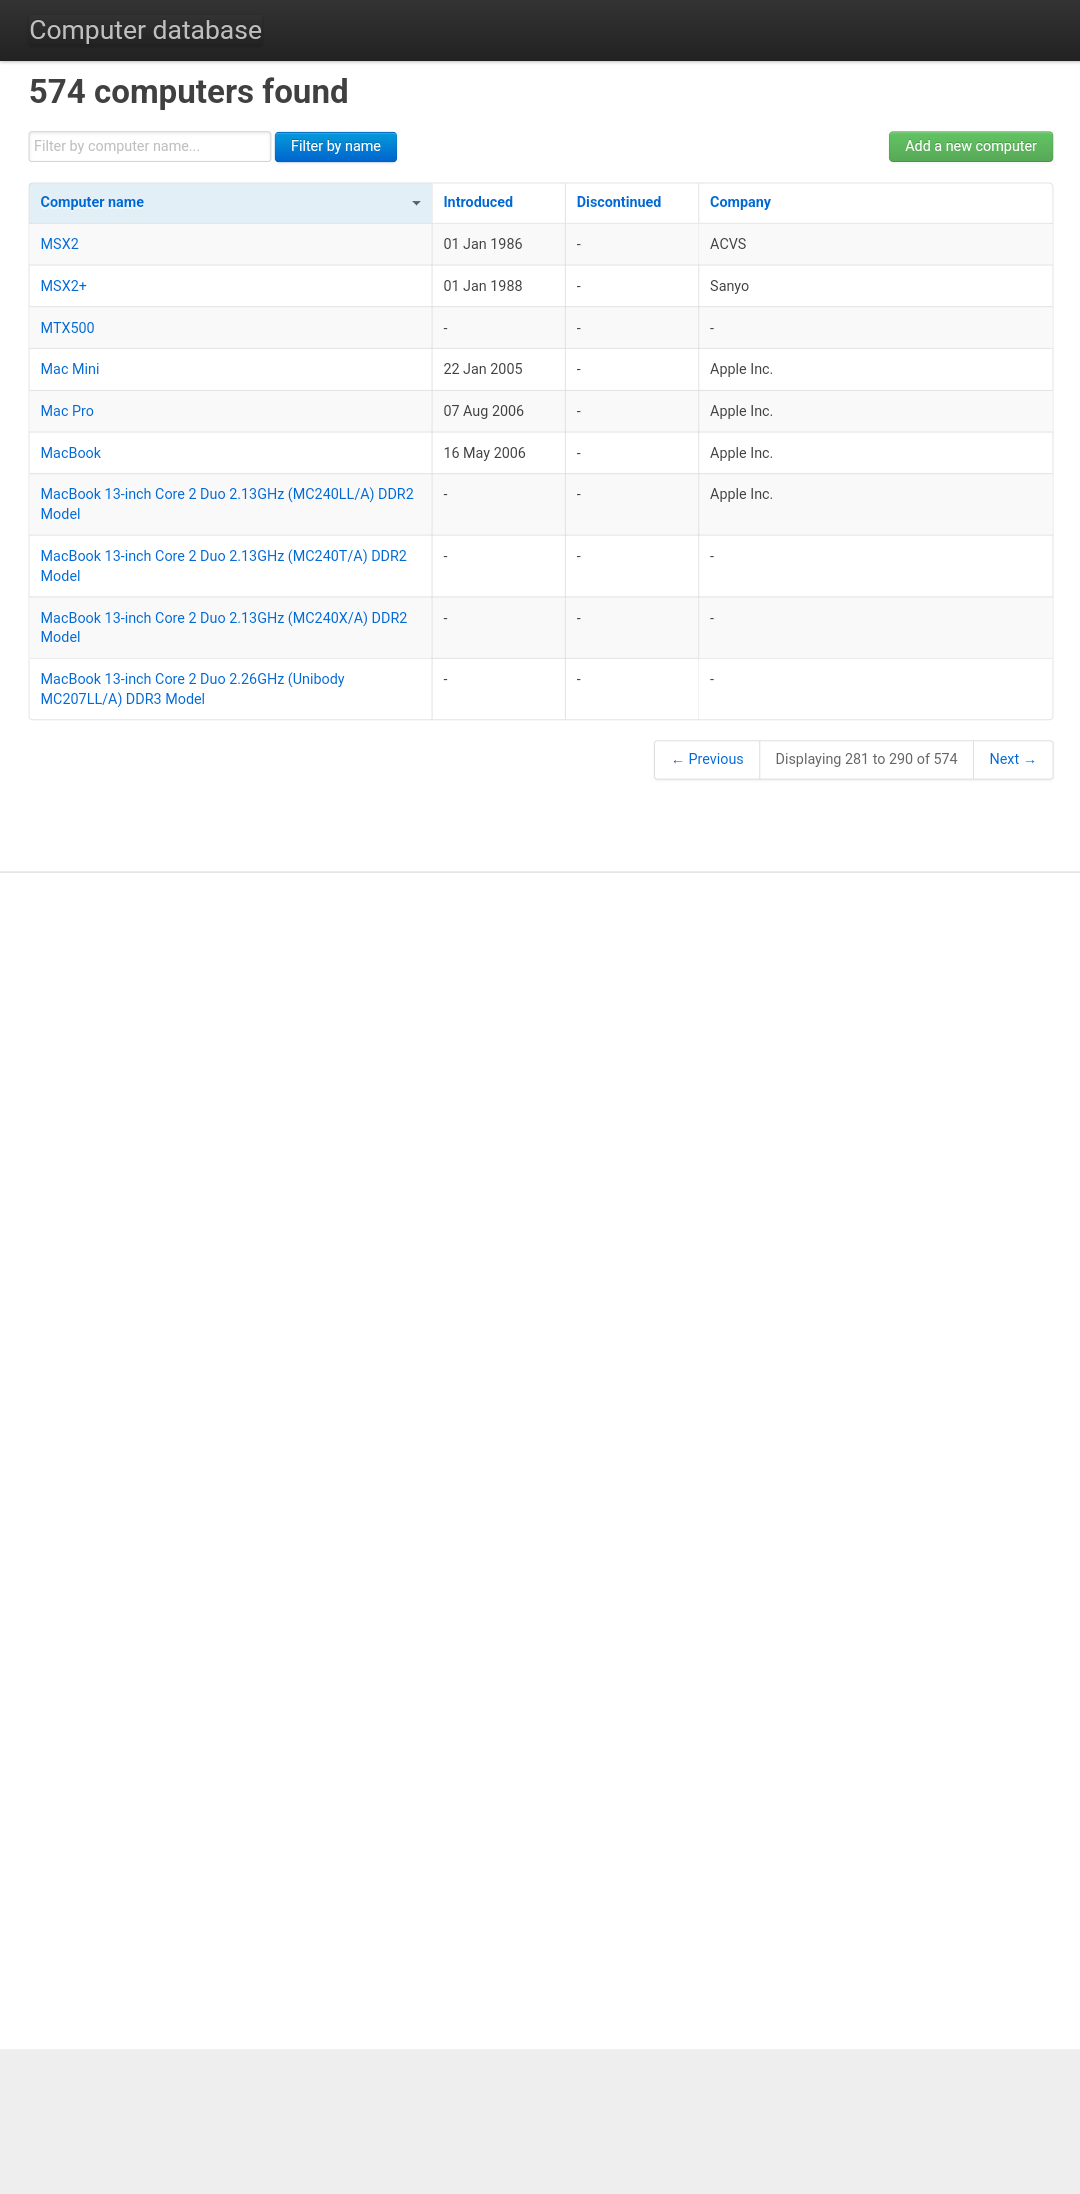 Computer database
574 computers found
Filter by computer name...
Filter by name
Add a new computer
Computer name Introduced Discontinued Company
MSX2 01 Jan 1986 - ACVS
MSX2+ 01 Jan 1988 - Sanyo
MTX500 - - -
Mac Mini 22 Jan 2005 - Apple Inc.
Mac Pro 07 Aug 2006 - Apple Inc.
MacBook 16 May 2006 - Apple Inc.
MacBook 13-inch Core 2 Duo 2.13GHz (MC240LL/A) DDR2 - - Apple Inc.
Model
MacBook 13-inch Core 2 Duo 2.13GHz (MC240T/A) DDR2 - - -
Model
MacBook 13-inch Core 2 Duo 2.13GHz (MC240X/A) DDR2 - - -
Model
MacBook 13-inch Core 2 Duo 2.26GHz (Unibody - - -
MC207LL/A) DDR3 Model
← Previous Displaying 281 to 290 of 574 Next →